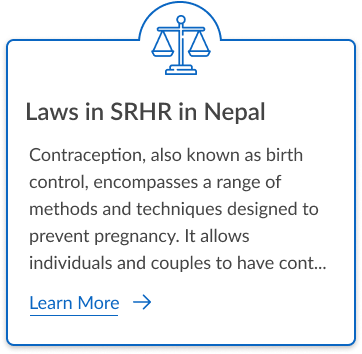 Laws in SRHR in Nepal
Contraception, also known as birth
control, encompasses a range of
methods and techniques designed to
prevent pregnancy. It allows
individuals and couples to have cont...
Learn More